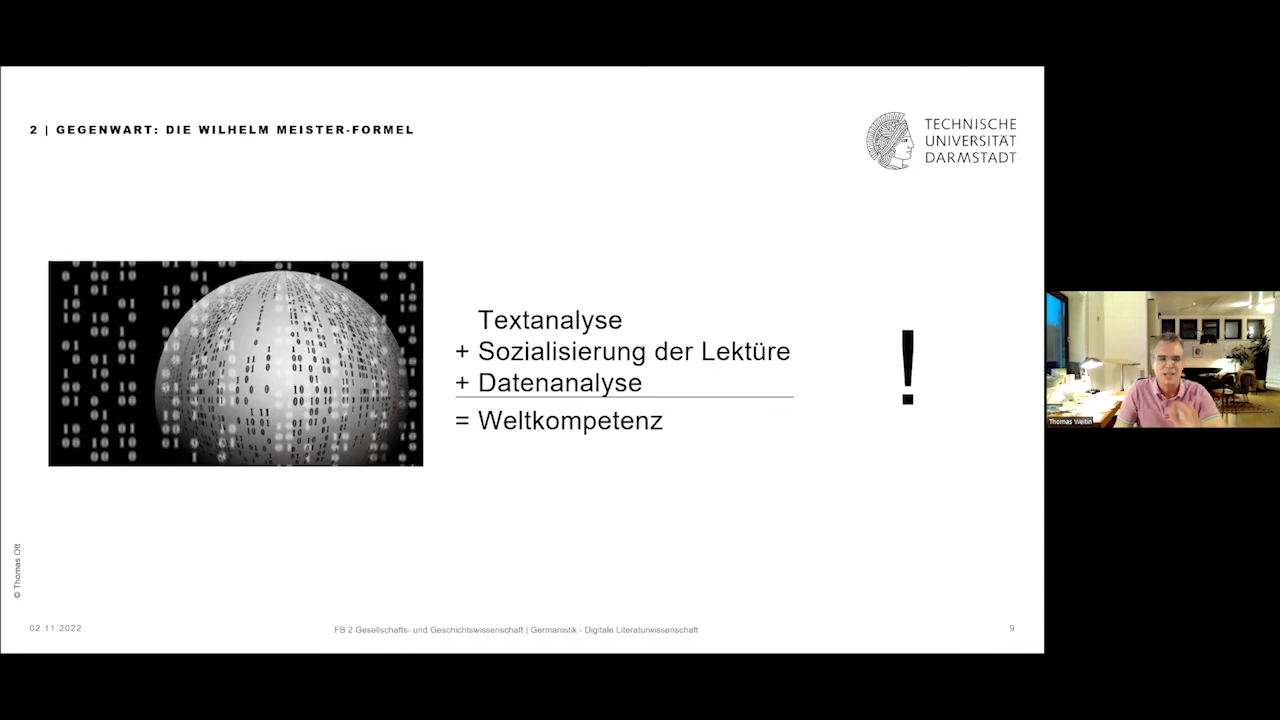 2 | GEGENWART: DIE WILHELM MEISTER-FORMEL
TECHNISCHE
UNIVERSITÄT
DARMSTADT
Textanalyse
+ Sozialisierung der Lektüre
+ Datenanalyse
= Weltkompetenz
!
Thomas Weitin
© Thomas Ott
02.11.2022
FB 2 Gesellschafts- und Geschichtswissenschaft | Germanistik - Digitale Literaturwissenschaft
9